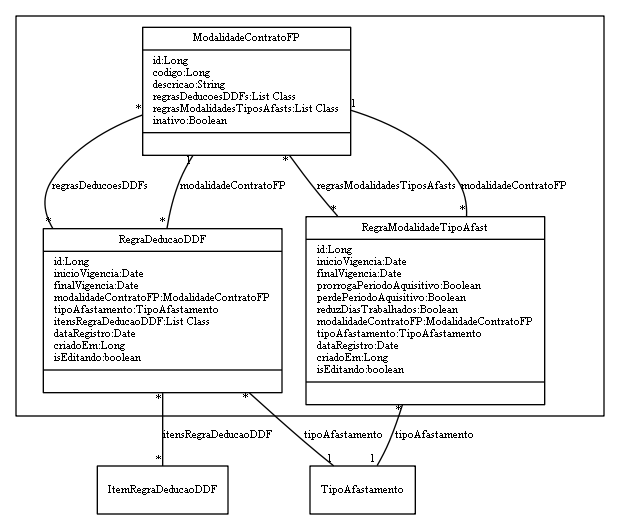 ModalidadeContratoFP
id:Long
codigo:Long
descricao:String
regrasDeducoesDDFs:List Class
regrasModalidadesTiposAfasts:List Class
inativo:Boolean
* 1 * 1
regrasDeducoesDDFs modalidadeContratoFP regrasModalidadesTiposAfasts modalidadeContratoFP
* * * *
RegraDeducaoDDF
id:Long
inicioVigencia:Date
finalVigencia:Date
modalidadeContratoFP:ModalidadeContratoFP
tipoAfastamento:TipoAfastamento
itensRegraDeducaoDDF:List Class
dataRegistro:Date
criadoEm:Long
isEditando:boolean
RegraModalidadeTipoAfast
id:Long
inicioVigencia:Date
finalVigencia:Date
prorrogaPeriodoAquisitivo:Boolean
perdePeriodoAquisitivo:Boolean
reduzDiasTrabalhados:Boolean
modalidadeContratoFP:ModalidadeContratoFP
tipoAfastamento:TipoAfastamento
dataRegistro:Date
criadoEm:Long
isEditando:boolean
* * *
itensRegraDeducaoDDF tipoAfastamento tipoAfastamento
* 1 1
ItemRegraDeducaoDDF
TipoAfastamento